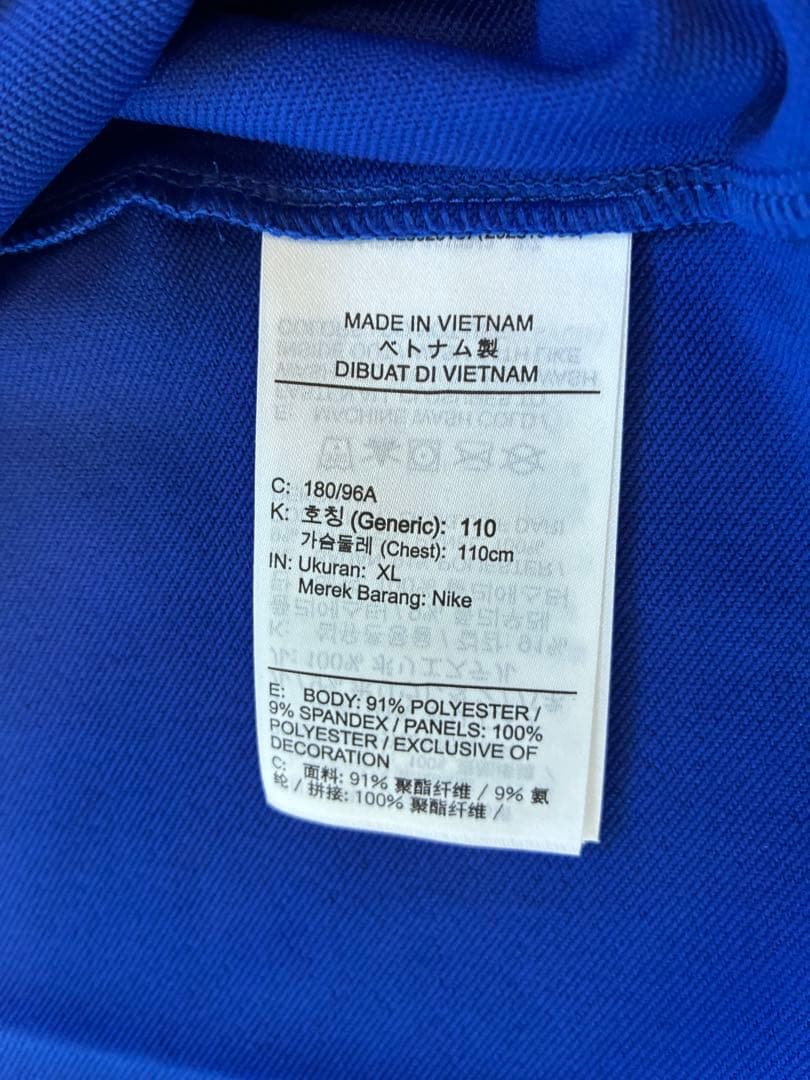 MADE IN VIETNAM
ベトナム製
DIBUAT DI VIETNAM
C: 180/96A
K: 호칭 (Generic): 110
가슴둘레 (Chest): 110cm
IN: Ukuran: XL
Merek Barang: Nike
E: BODY: 91% POLYESTER /
9% SPANDEX / PANELS: 100%
POLYESTER / EXCLUSIVE OF
DECORATION
C: 面料: 91% 聚酯纤维 / 9% 氨
纶 / 拼接: 100% 聚酯纤维 /